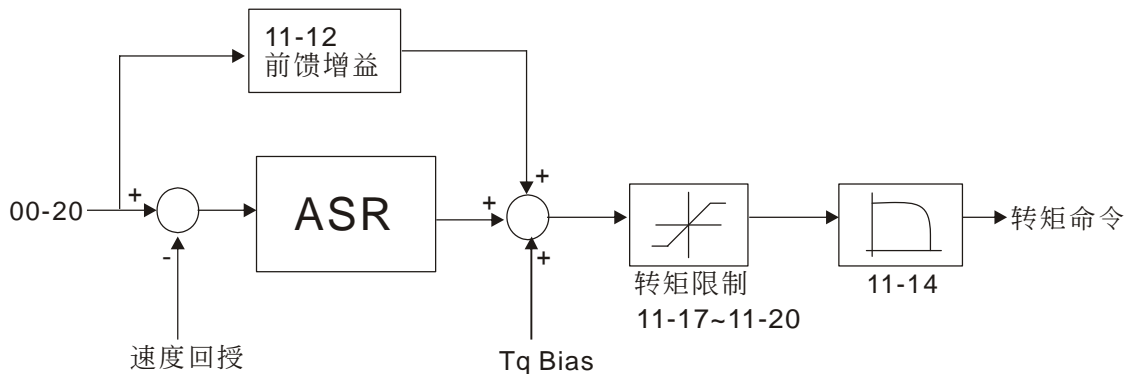 11-12
前馈增益
+
+
00-20
+
ASR
+
-
+
转矩命令
转矩限制
11-17~11-20
11-14
速度回授
Tq Bias